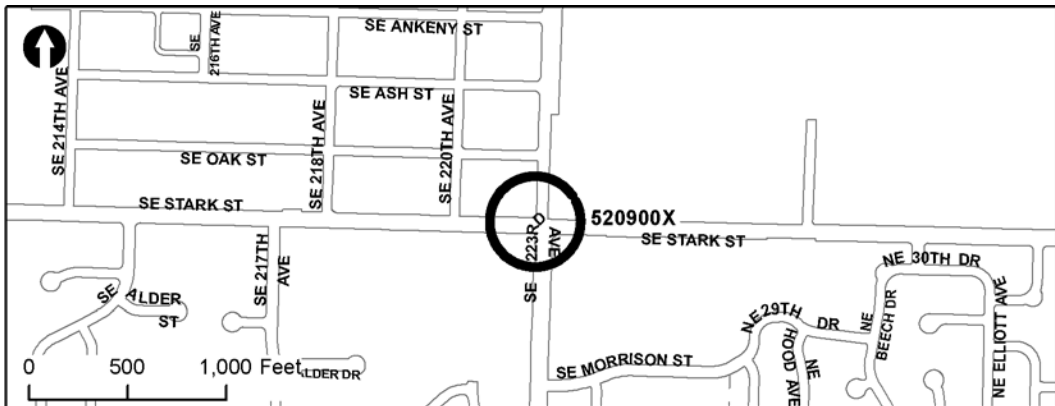 SE ANKENY ST
SE
216TH AVE
SE ASH ST
SE 214TH AVE
SE 218TH AVE
SE 220TH AVE
SE OAK ST
SE STARK ST
520900X
SE 223RD
AVE
SE STARK ST
SE 217TH
AVE
NE 30TH DR
SE ALDER
ST
NE 29TH DR
NE
BEECH DR
NE ELLIOTT AVE
NE
HOOD AVE
SE MORRISON ST
0 500 1,000 Feet
ALDER DR